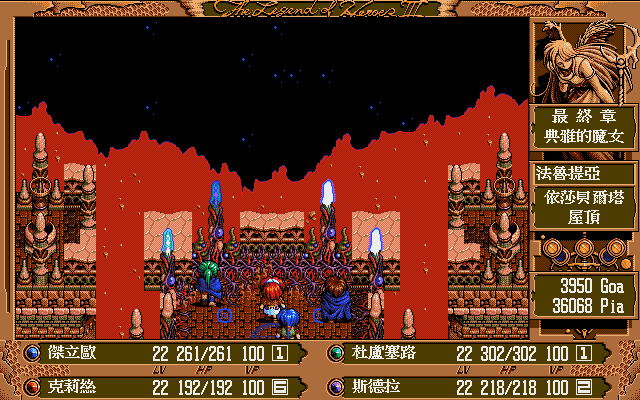 The Legend of Heroes III
最終章
典雅的魔女
法魯提亞
依莎貝爾塔
屋頂
3950 Goa
36068 Pia
傑立歐 22 261/261 100 1
杜盧塞路 22 302/302 100 1
LV HP VP
LV HP VP
克莉絲 22 192/192 100 6
斯德拉 22 218/218 100 2